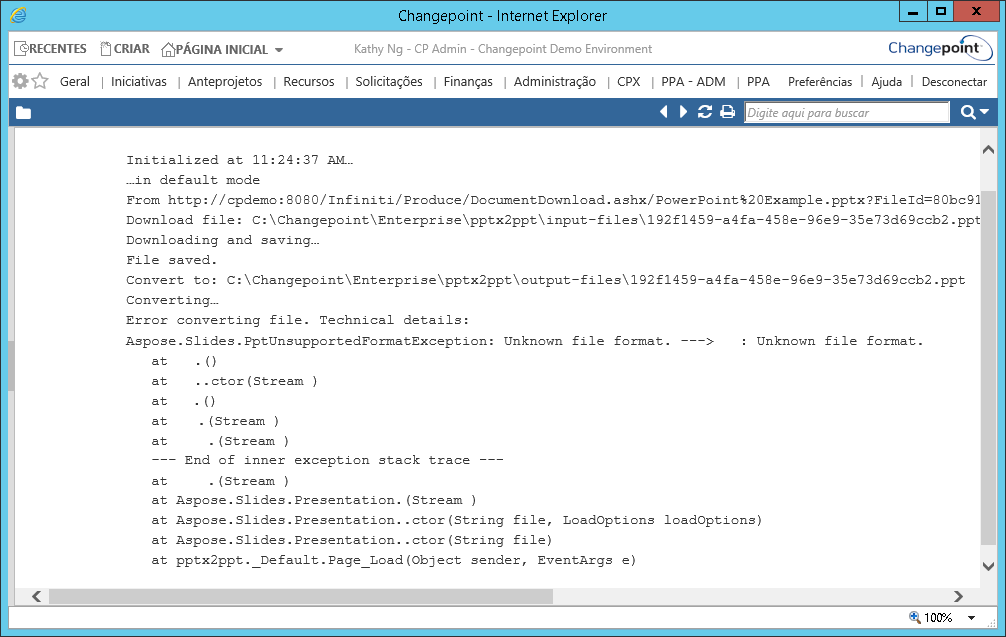 Changepoint - Internet Explorer
RECENTES CRIAR PÁGINA INICIAL Kathy Ng - CP Admin - Changepoint Demo Environment Changepoint
Geral | Iniciativas | Anteprojetos | Recursos | Solicitações | Finanças | Administração | CPX | PPA - ADM | PPA Preferências | Ajuda | Desconectar
Digite aqui para buscar
Initialized at 11:24:37 AM…
…in default mode
From http://cpdemo:8080/Infiniti/Produce/DocumentDownload.ashx/PowerPoint%20Example.pptx?FileId=80bc91
Download file: C:\Changepoint\Enterprise\pptx2ppt\input-files\192f1459-a4fa-458e-96e9-35e73d69ccb2.ppt
Downloading and saving…
File saved.
Convert to: C:\Changepoint\Enterprise\pptx2ppt\output-files\192f1459-a4fa-458e-96e9-35e73d69ccb2.ppt
Converting…
Error converting file. Technical details:
Aspose.Slides.PptUnsupportedFormatException: Unknown file format. ---> : Unknown file format.
at .()
at ..ctor(Stream )
at .()
at .(Stream )
at .(Stream )
--- End of inner exception stack trace ---
at .(Stream )
at Aspose.Slides.Presentation.(Stream )
at Aspose.Slides.Presentation..ctor(String file, LoadOptions loadOptions)
at Aspose.Slides.Presentation..ctor(String file)
at pptx2ppt._Default.Page_Load(Object sender, EventArgs e)
100%